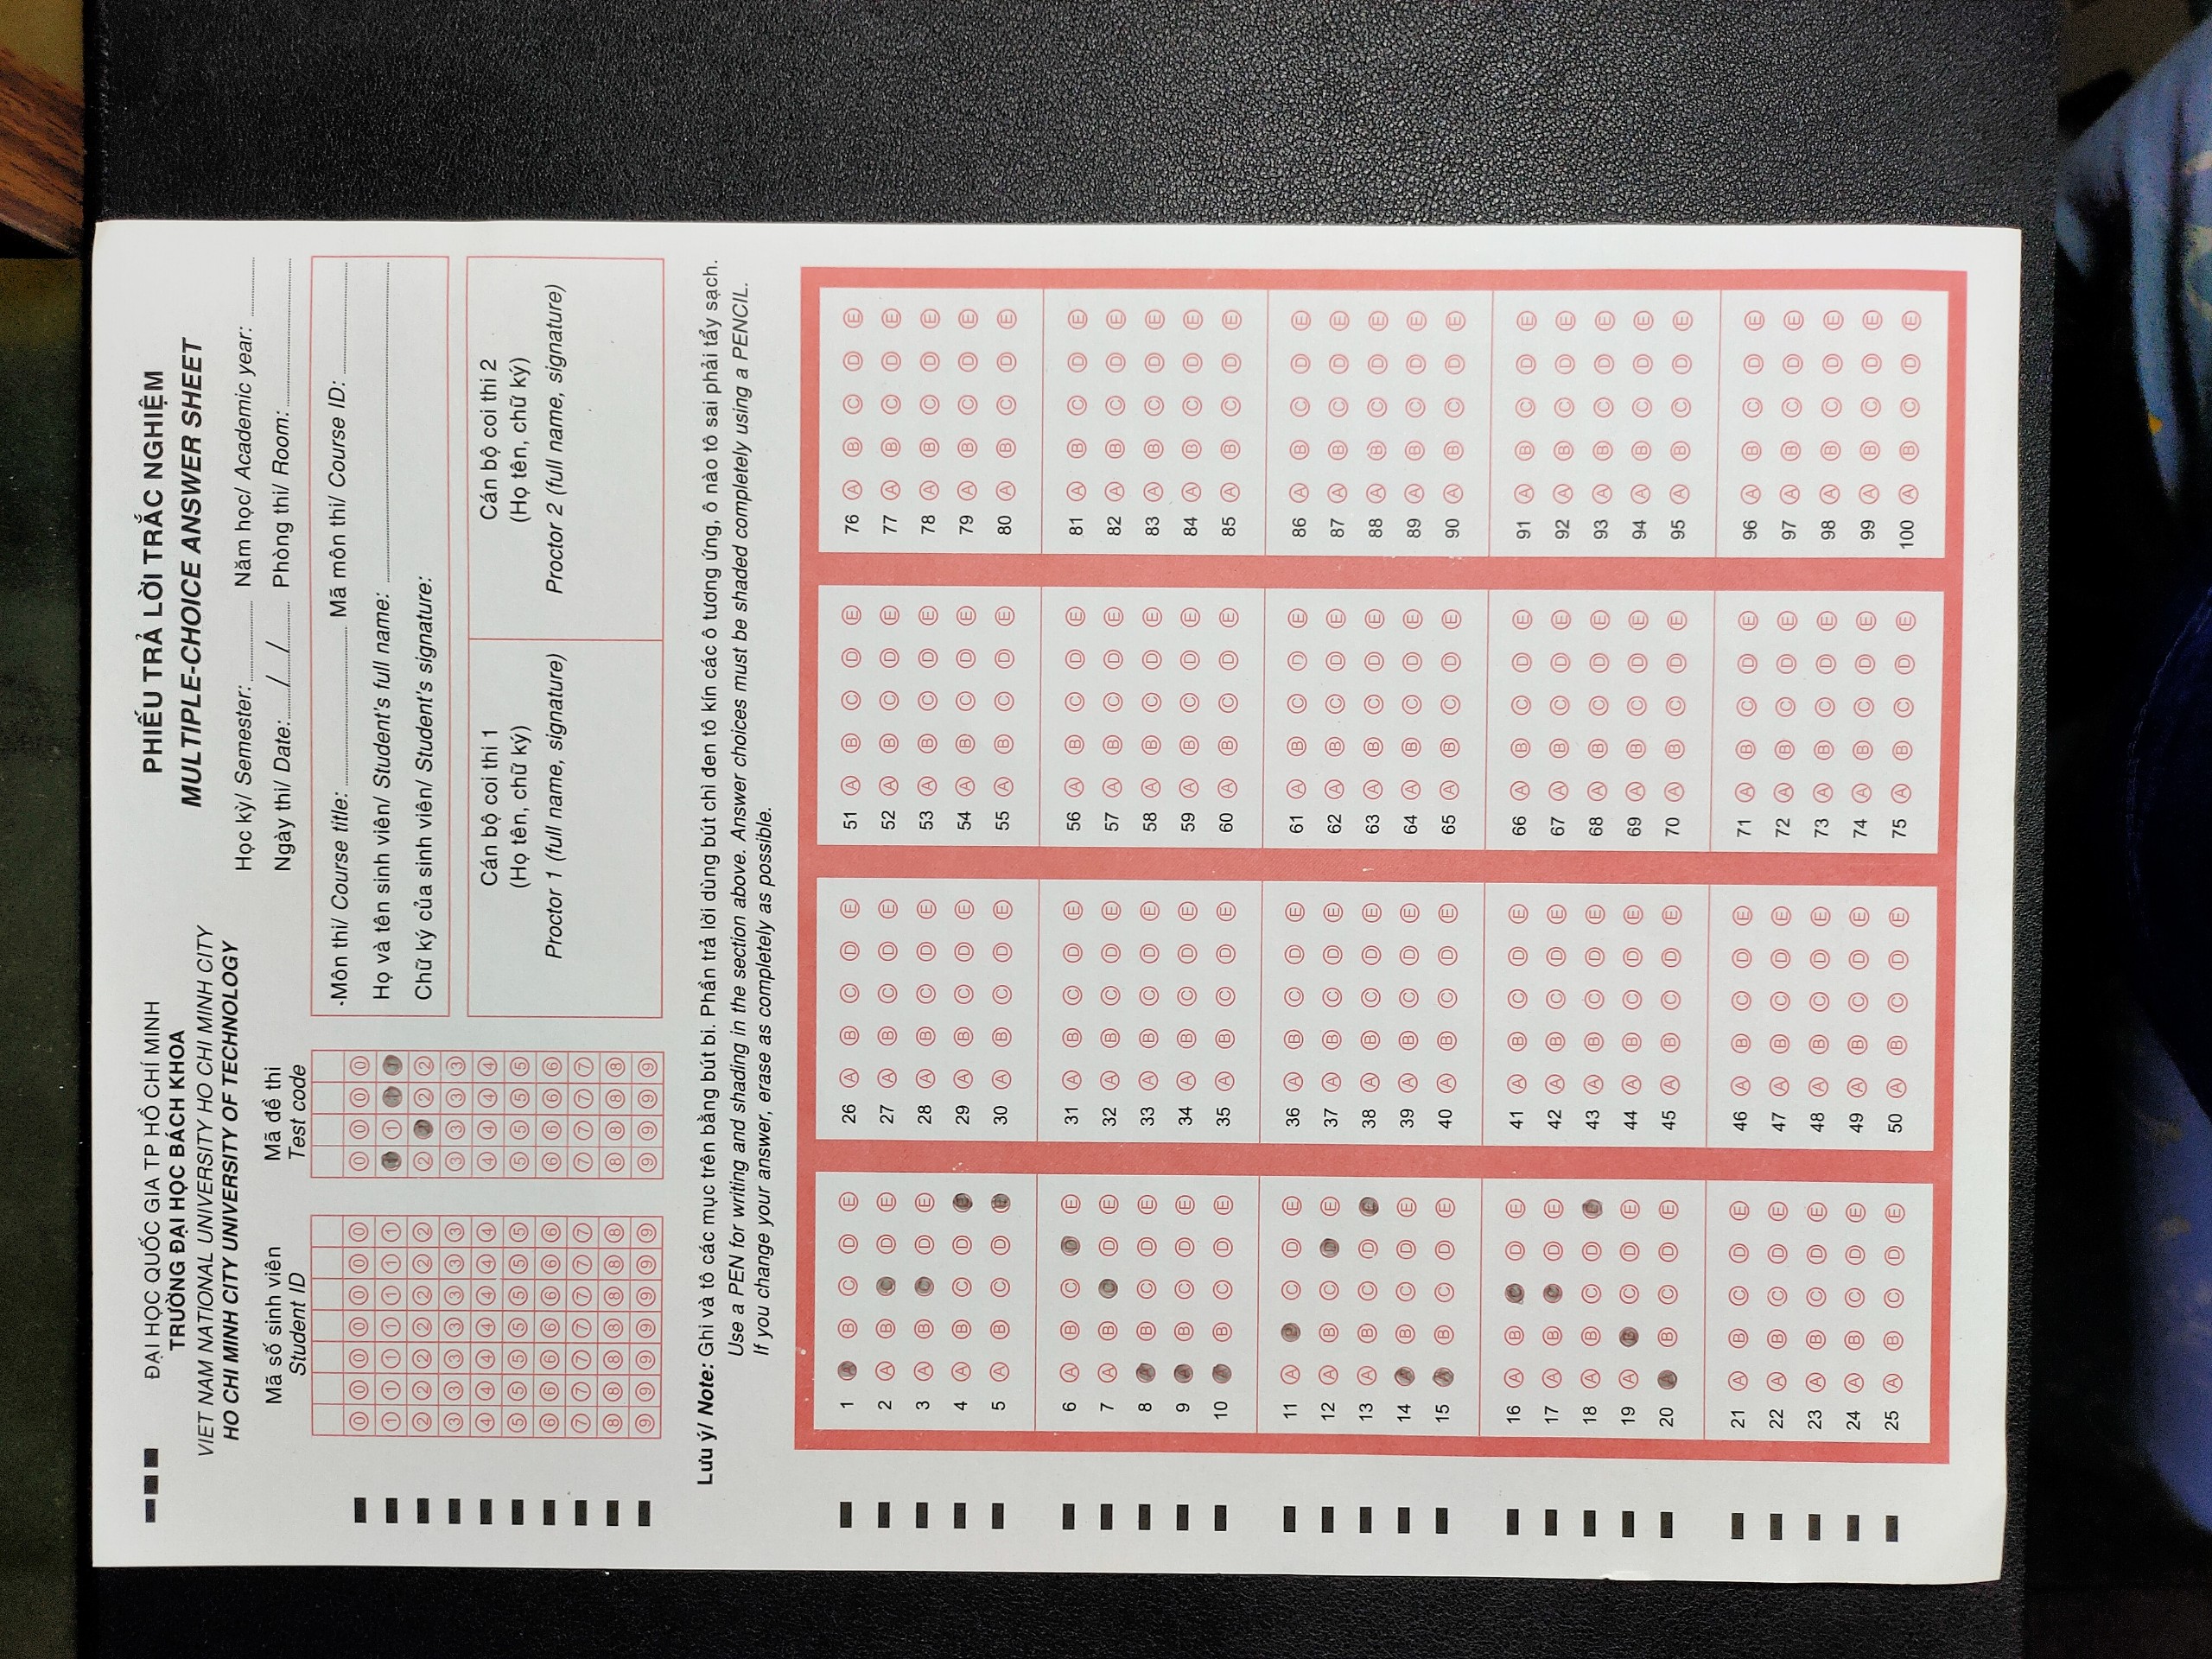 ĐẠI HỌC QUỐC GIA TP HỒ CHÍ MINH
TRƯỜNG ĐẠI HỌC BÁCH KHOA
VIET NAM NATIONAL UNIVERSITY HO CHI MINH CITY
HO CHI MINH CITY UNIVERSITY OF TECHNOLOGY
PHIẾU TRẢ LỜI TRẮC NGHIỆM
MULTIPLE-CHOICE ANSWER SHEET
Học kỳ/ Semester: Năm học/ Academic year:
Ngày thi/ Date: / / Phòng thi/ Room:
Mã số sinh viên
Student ID
Mã đề thi
Test code
0 0 0 0 0 0 0 0 0 0 0
1 1 1 1 1 1 1 1 1 1 1
2 2 2 2 2 2 2 2 2 2 2
3 3 3 3 3 3 3 3 3 3 3
4 4 4 4 4 4 4 4 4 4 4
5 5 5 5 5 5 5 5 5 5 5
6 6 6 6 6 6 6 6 6 6 6
7 7 7 7 7 7 7 7 7 7 7
8 8 8 8 8 8 8 8 8 8 8
9 9 9 9 9 9 9 9 9 9 9
Môn thi/ Course title: Mã môn thi/ Course ID:
Họ và tên sinh viên/ Student's full name:
Chữ ký của sinh viên/ Student's signature:
Cán bộ coi thi 1
(Họ tên, chữ ký)
Proctor 1 (full name, signature)
Cán bộ coi thi 2
(Họ tên, chữ ký)
Proctor 2 (full name, signature)
Lưu ý/ Note: Ghi và tô các mục trên bằng bút bi. Phần trả lời dùng bút chì đen tô kín các ô tương ứng, ô nào tô sai phải tẩy sạch.
Use a PEN for writing and shading in the section above. Answer choices must be shaded completely using a PENCIL.
If you change your answer, erase as completely as possible.
1 A B C D E
2 A B C D E
3 A B C D E
4 A B C D E
5 A B C D E
6 A B C D E
7 A B C D E
8 A B C D E
9 A B C D E
10 A B C D E
11 A B C D E
12 A B C D E
13 A B C D E
14 A B C D E
15 A B C D E
16 A B C D E
17 A B C D E
18 A B C D E
19 A B C D E
20 A B C D E
21 A B C D E
22 A B C D E
23 A B C D E
24 A B C D E
25 A B C D E
26 A B C D E
27 A B C D E
28 A B C D E
29 A B C D E
30 A B C D E
31 A B C D E
32 A B C D E
33 A B C D E
34 A B C D E
35 A B C D E
36 A B C D E
37 A B C D E
38 A B C D E
39 A B C D E
40 A B C D E
41 A B C D E
42 A B C D E
43 A B C D E
44 A B C D E
45 A B C D E
46 A B C D E
47 A B C D E
48 A B C D E
49 A B C D E
50 A B C D E
51 A B C D E
52 A B C D E
53 A B C D E
54 A B C D E
55 A B C D E
56 A B C D E
57 A B C D E
58 A B C D E
59 A B C D E
60 A B C D E
61 A B C D E
62 A B C D E
63 A B C D E
64 A B C D E
65 A B C D E
66 A B C D E
67 A B C D E
68 A B C D E
69 A B C D E
70 A B C D E
71 A B C D E
72 A B C D E
73 A B C D E
74 A B C D E
75 A B C D E
76 A B C D E
77 A B C D E
78 A B C D E
79 A B C D E
80 A B C D E
81 A B C D E
82 A B C D E
83 A B C D E
84 A B C D E
85 A B C D E
86 A B C D E
87 A B C D E
88 A B C D E
89 A B C D E
90 A B C D E
91 A B C D E
92 A B C D E
93 A B C D E
94 A B C D E
95 A B C D E
96 A B C D E
97 A B C D E
98 A B C D E
99 A B C D E
100 A B C D E